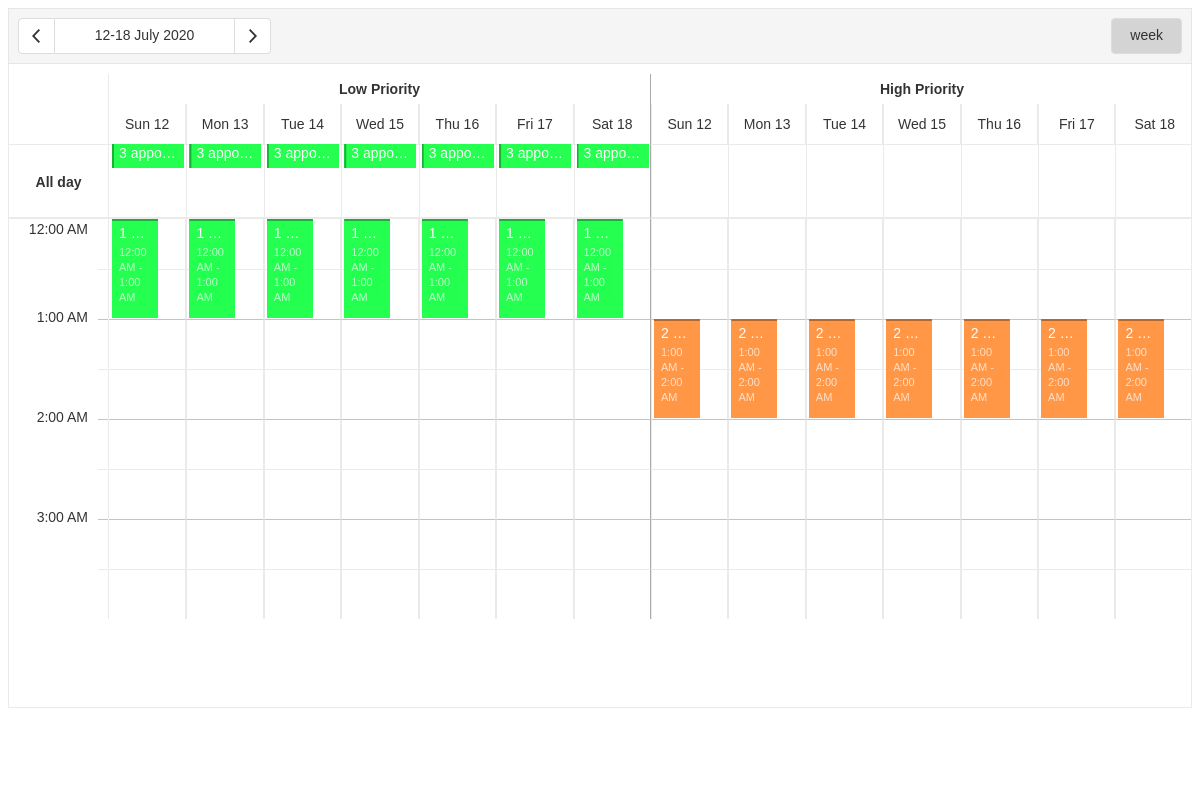 12-18 July 2020
week
Low Priority
High Priority
Sun 12 Mon 13 Tue 14 Wed 15 Thu 16 Fri 17 Sat 18 Sun 12 Mon 13 Tue 14 Wed 15 Thu 16 Fri 17 Sat 18
3 appo… 3 appo… 3 appo… 3 appo… 3 appo… 3 appo… 3 appo…
All day
12:00 AM
1 … 1 … 1 … 1 … 1 … 1 … 1 …
12:00 12:00 12:00 12:00 12:00 12:00 12:00
AM - AM - AM - AM - AM - AM - AM -
1:00 1:00 1:00 1:00 1:00 1:00 1:00
AM AM AM AM AM AM AM
1:00 AM
2 … 2 … 2 … 2 … 2 … 2 … 2 …
1:00 1:00 1:00 1:00 1:00 1:00 1:00
AM - AM - AM - AM - AM - AM - AM -
2:00 2:00 2:00 2:00 2:00 2:00 2:00
AM AM AM AM AM AM AM
2:00 AM
3:00 AM